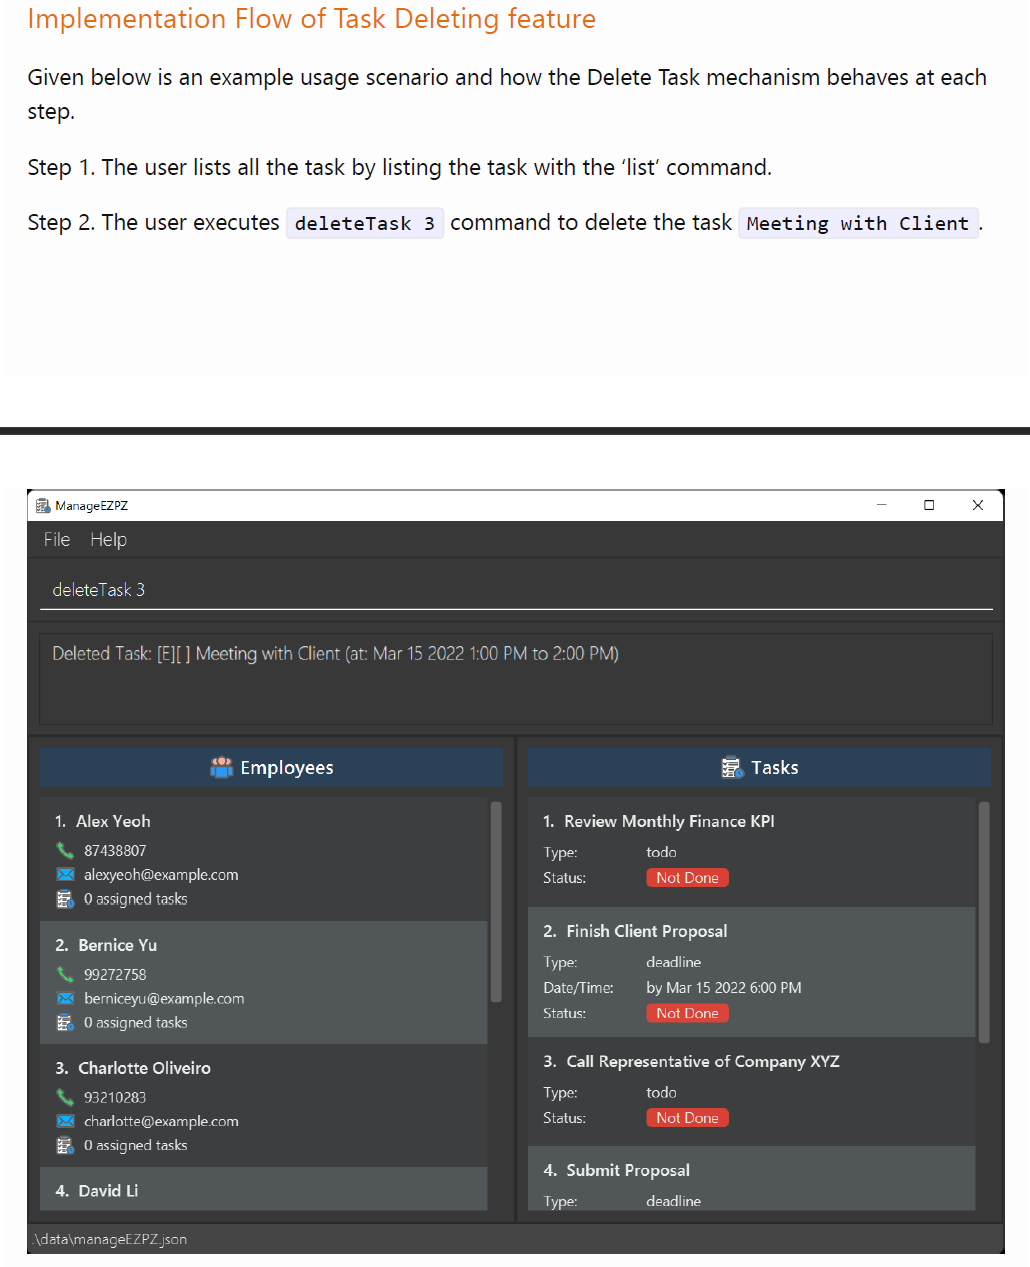 Implementation Flow of Task Deleting feature
Given below is an example usage scenario and how the Delete Task mechanism behaves at each
step.
Step 1. The user lists all the task by listing the task with the ‘list’ command.
Step 2. The user executes deleteTask 3 command to delete the task Meeting with Client.
ManageEZPZ
File Help
deleteTask 3
Deleted Task: [E][ ] Meeting with Client (at: Mar 15 2022 1:00 PM to 2:00 PM)
Employees
1. Alex Yeoh
87438807
alexyeoh@example.com
0 assigned tasks
2. Bernice Yu
99272758
berniceyu@example.com
0 assigned tasks
3. Charlotte Oliveiro
93210283
charlotte@example.com
0 assigned tasks
4. David Li
Tasks
1. Review Monthly Finance KPI
Type: todo
Status: Not Done
2. Finish Client Proposal
Type: deadline
Date/Time: by Mar 15 2022 6:00 PM
Status: Not Done
3. Call Representative of Company XYZ
Type: todo
Status: Not Done
4. Submit Proposal
Type: deadline
.\data\manageEZPZ.json